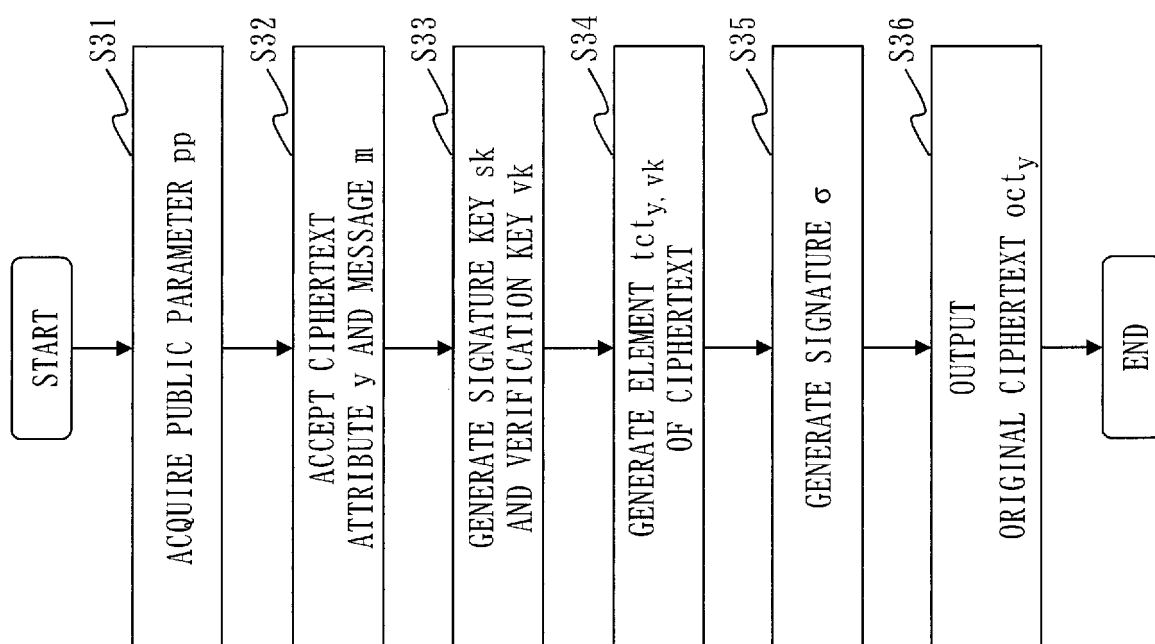 START
S31
ACQUIRE PUBLIC PARAMETER pp
S32
ACCEPT CIPHERTEXT
ATTRIBUTE y AND MESSAGE m
S33
GENERATE SIGNATURE KEY sk
AND VERIFICATION KEY vk
S34
GENERATE ELEMENT tct_y, vk
OF CIPHERTEXT
S35
GENERATE SIGNATURE σ
S36
OUTPUT
ORIGINAL CIPHERTEXT oct_y
END